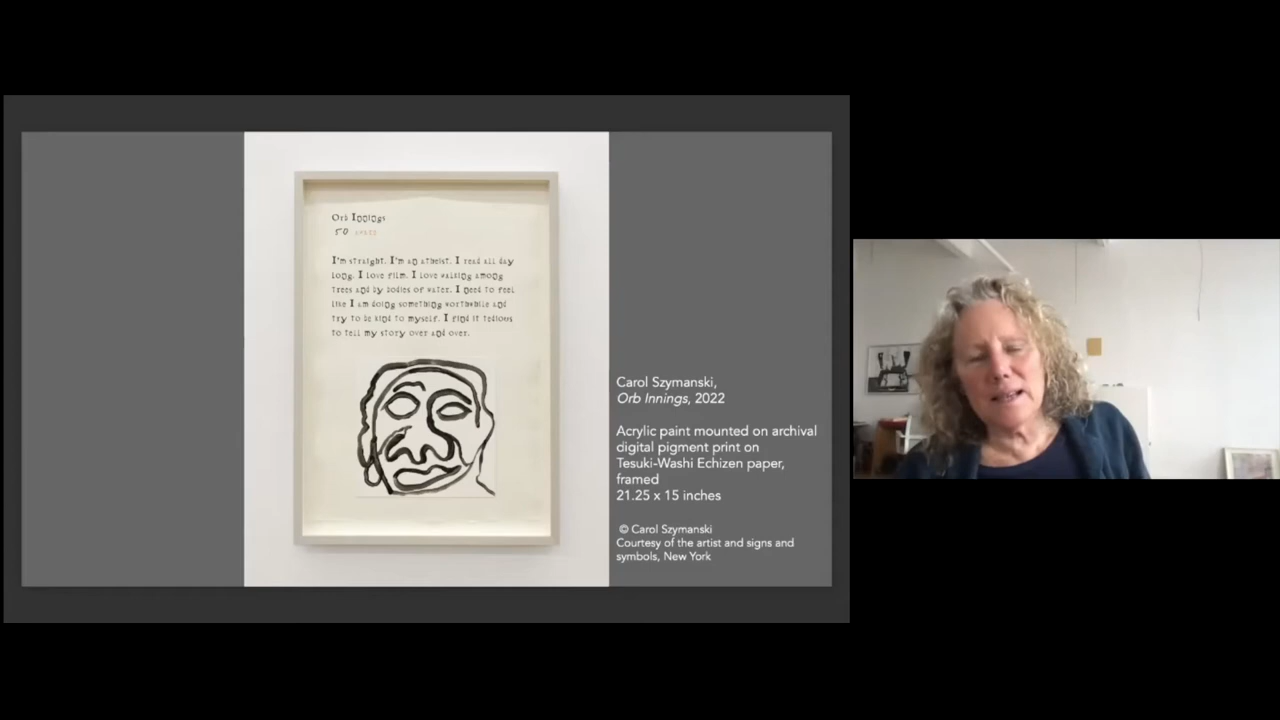 Orb Innings
50
I'm straight. I'm an atheist. I read all day
long. I love film. I love walking among
trees and by bodies of water. I need to feel
like I am doing something worthwhile and
try to be kind to myself. I find it tedious
to tell my story over and over.
Carol Szymanski,
Orb Innings, 2022
Acrylic paint mounted on archival
digital pigment print on
Tesuki-Washi Echizen paper,
framed
21.25 x 15 inches
© Carol Szymanski
Courtesy of the artist and signs and
symbols, New York